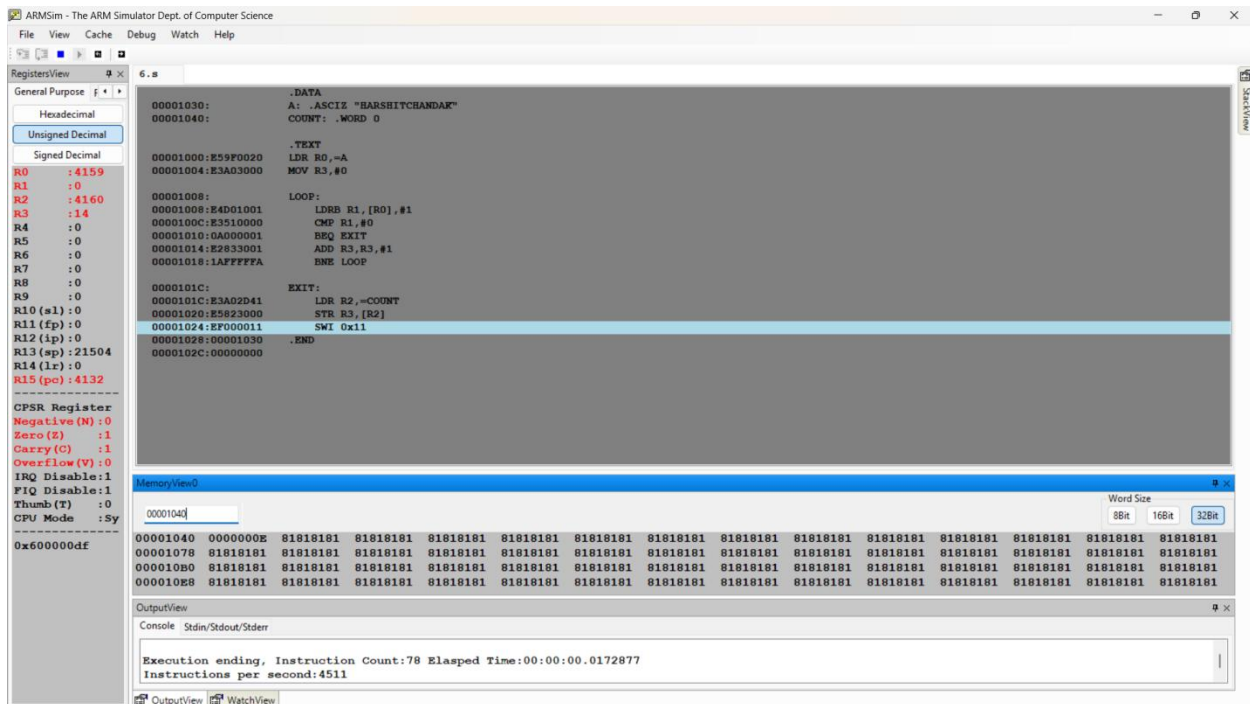 ARMSim - The ARM Simulator Dept. of Computer Science
File View Cache Debug Watch Help
RegistersView
General Purpose
Hexadecimal
Unsigned Decimal
Signed Decimal
R0 :4159
R1 :0
R2 :4160
R3 :14
R4 :0
R5 :0
R6 :0
R7 :0
R8 :0
R9 :0
R10(sl):0
R11(fp):0
R12(ip):0
R13(sp):21504
R14(lr):0
R15(pc):4132
CPSR Register
Negative(N):0
Zero(Z) :1
Carry(C) :1
Overflow(V):0
IRQ Disable:1
FIQ Disable:1
Thumb(T) :0
CPU Mode :Sy
0x600000df
6.s
.DATA
00001030: A: .ASCIZ "HARSHITCHANDAK"
00001040: COUNT: .WORD 0
.TEXT
00001000:E59F0020 LDR R0,=A
00001004:E3A03000 MOV R3,#0
00001008: LOOP:
00001008:E4D01001 LDRB R1,[R0],#1
0000100C:E3510000 CMP R1,#0
00001010:0A000001 BEQ EXIT
00001014:E2833001 ADD R3,R3,#1
00001018:1AFFFFFA BNE LOOP
0000101C: EXIT:
0000101C:E3A02D41 LDR R2,=COUNT
00001020:E5823000 STR R3,[R2]
00001024:EF000011 SWI 0x11
00001028:00001030 .END
0000102C:00000000
StackView
MemoryView0
00001040
Word Size
8Bit 16Bit 32Bit
00001040 0000000E 81818181 81818181 81818181 81818181 81818181 81818181 81818181 81818181 81818181 81818181 81818181 81818181 81818181
00001078 81818181 81818181 81818181 81818181 81818181 81818181 81818181 81818181 81818181 81818181 81818181 81818181 81818181 81818181
000010B0 81818181 81818181 81818181 81818181 81818181 81818181 81818181 81818181 81818181 81818181 81818181 81818181 81818181 81818181
000010E8 81818181 81818181 81818181 81818181 81818181 81818181 81818181 81818181 81818181 81818181 81818181 81818181 81818181 81818181
OutputView
Console Stdin/Stdout/Stderr
Execution ending, Instruction Count:78 Elasped Time:00:00:00.0172877
Instructions per second:4511
OutputView WatchView